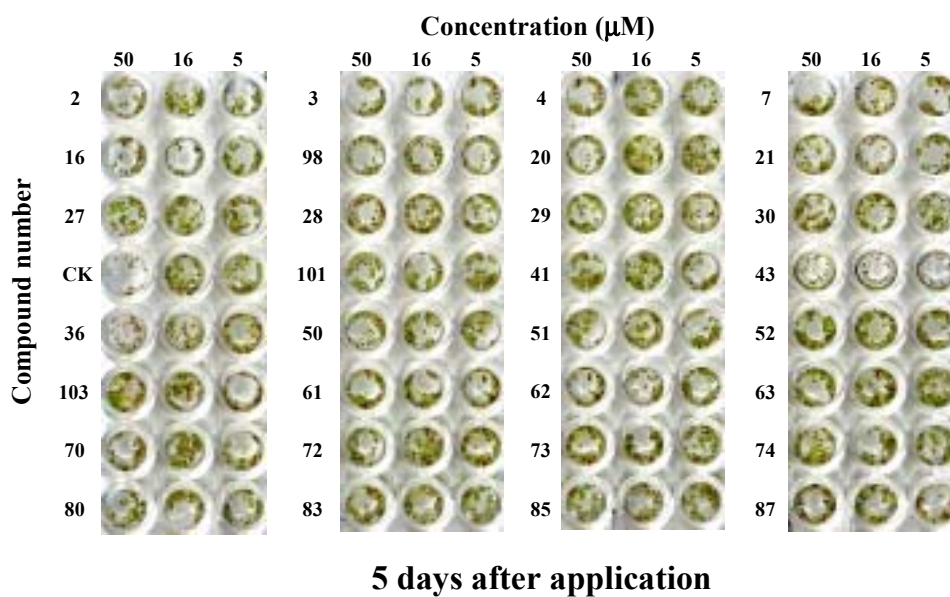 Concentration (μM)
50 16 5 50 16 5 50 16 5 50 16 5
2 3 4 7
16 98 20 21
27 28 29 30
CK 101 41 43
36 50 51 52
103 61 62 63
70 72 73 74
80 83 85 87
Compound number
5 days after application